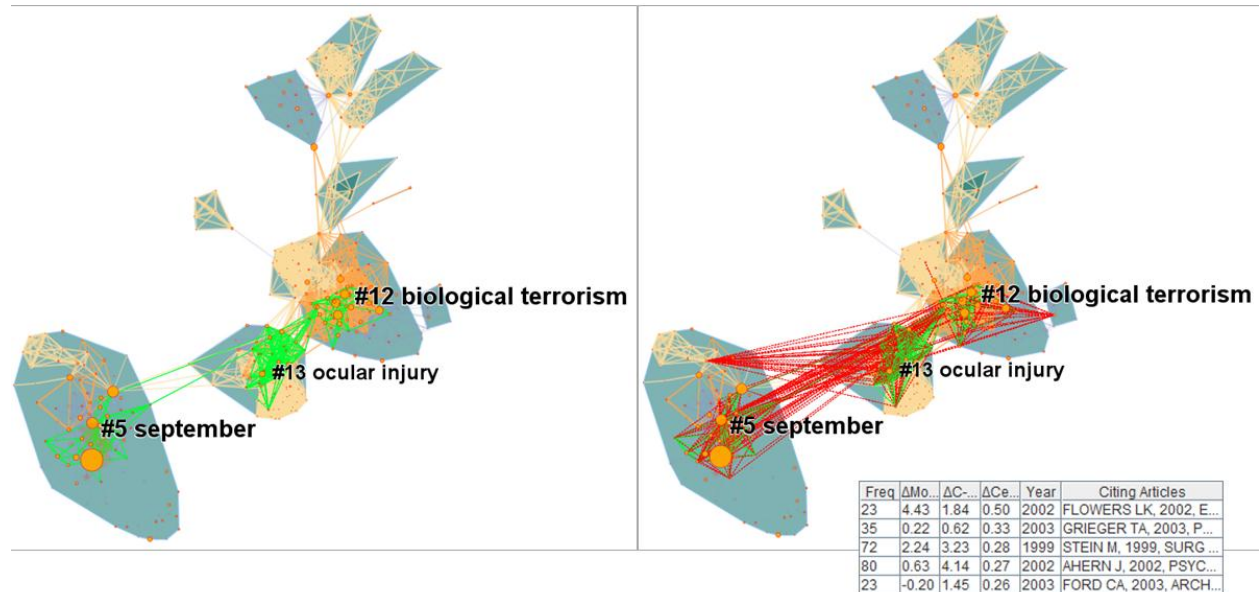 #12 biological terrorism
#13 ocular injury
#5 september
#12 biological terrorism
#13 ocular injury
#5 september
Freq ΔMo... ΔC-... ΔCe... Year Citing Articles
23 4.43 1.84 0.50 2002 FLOWERS LK, 2002, E...
35 0.22 0.62 0.33 2003 GRIEGER TA, 2003, P...
72 2.24 3.23 0.28 1999 STEIN M, 1999, SURG ...
80 0.63 4.14 0.27 2002 AHERN J, 2002, PSYC...
23 -0.20 1.45 0.26 2003 FORD CA, 2003, ARCH...